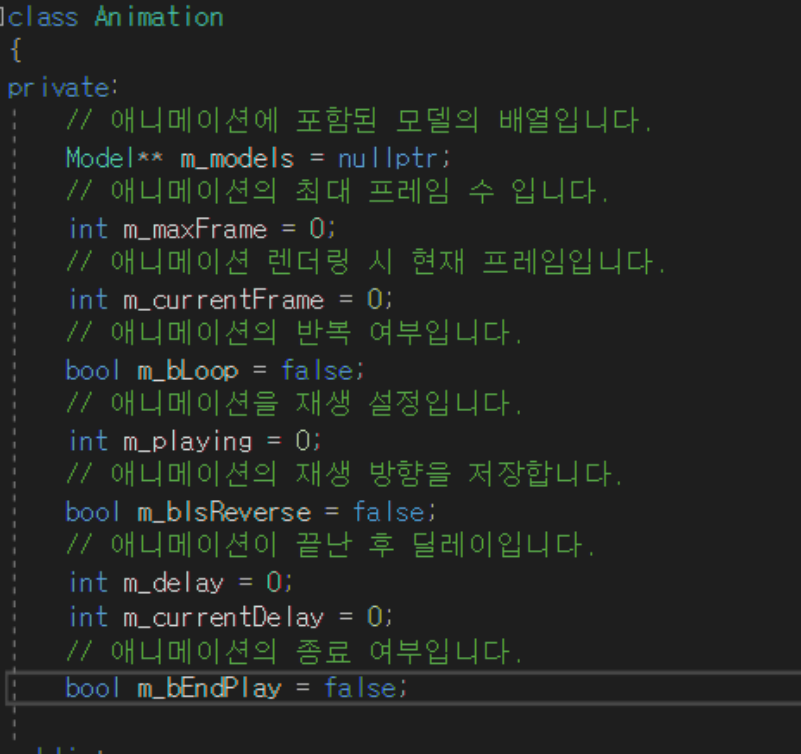 class Animation
{
private:
// 애니메이션에 포함된 모델의 배열입니다.
Model** m_models = nullptr;
// 애니메이션의 최대 프레임 수 입니다.
int m_maxFrame = 0;
// 애니메이션 렌더링 시 현재 프레임입니다.
int m_currentFrame = 0;
// 애니메이션의 반복 여부입니다.
bool m_bLoop = false;
// 애니메이션을 재생 설정입니다.
int m_playing = 0;
// 애니메이션의 재생 방향을 저장합니다.
bool m_bIsReverse = false;
// 애니메이션이 끝난 후 딜레이입니다.
int m_delay = 0;
int m_currentDelay = 0;
// 애니메이션의 종료 여부입니다.
bool m_bEndPlay = false;